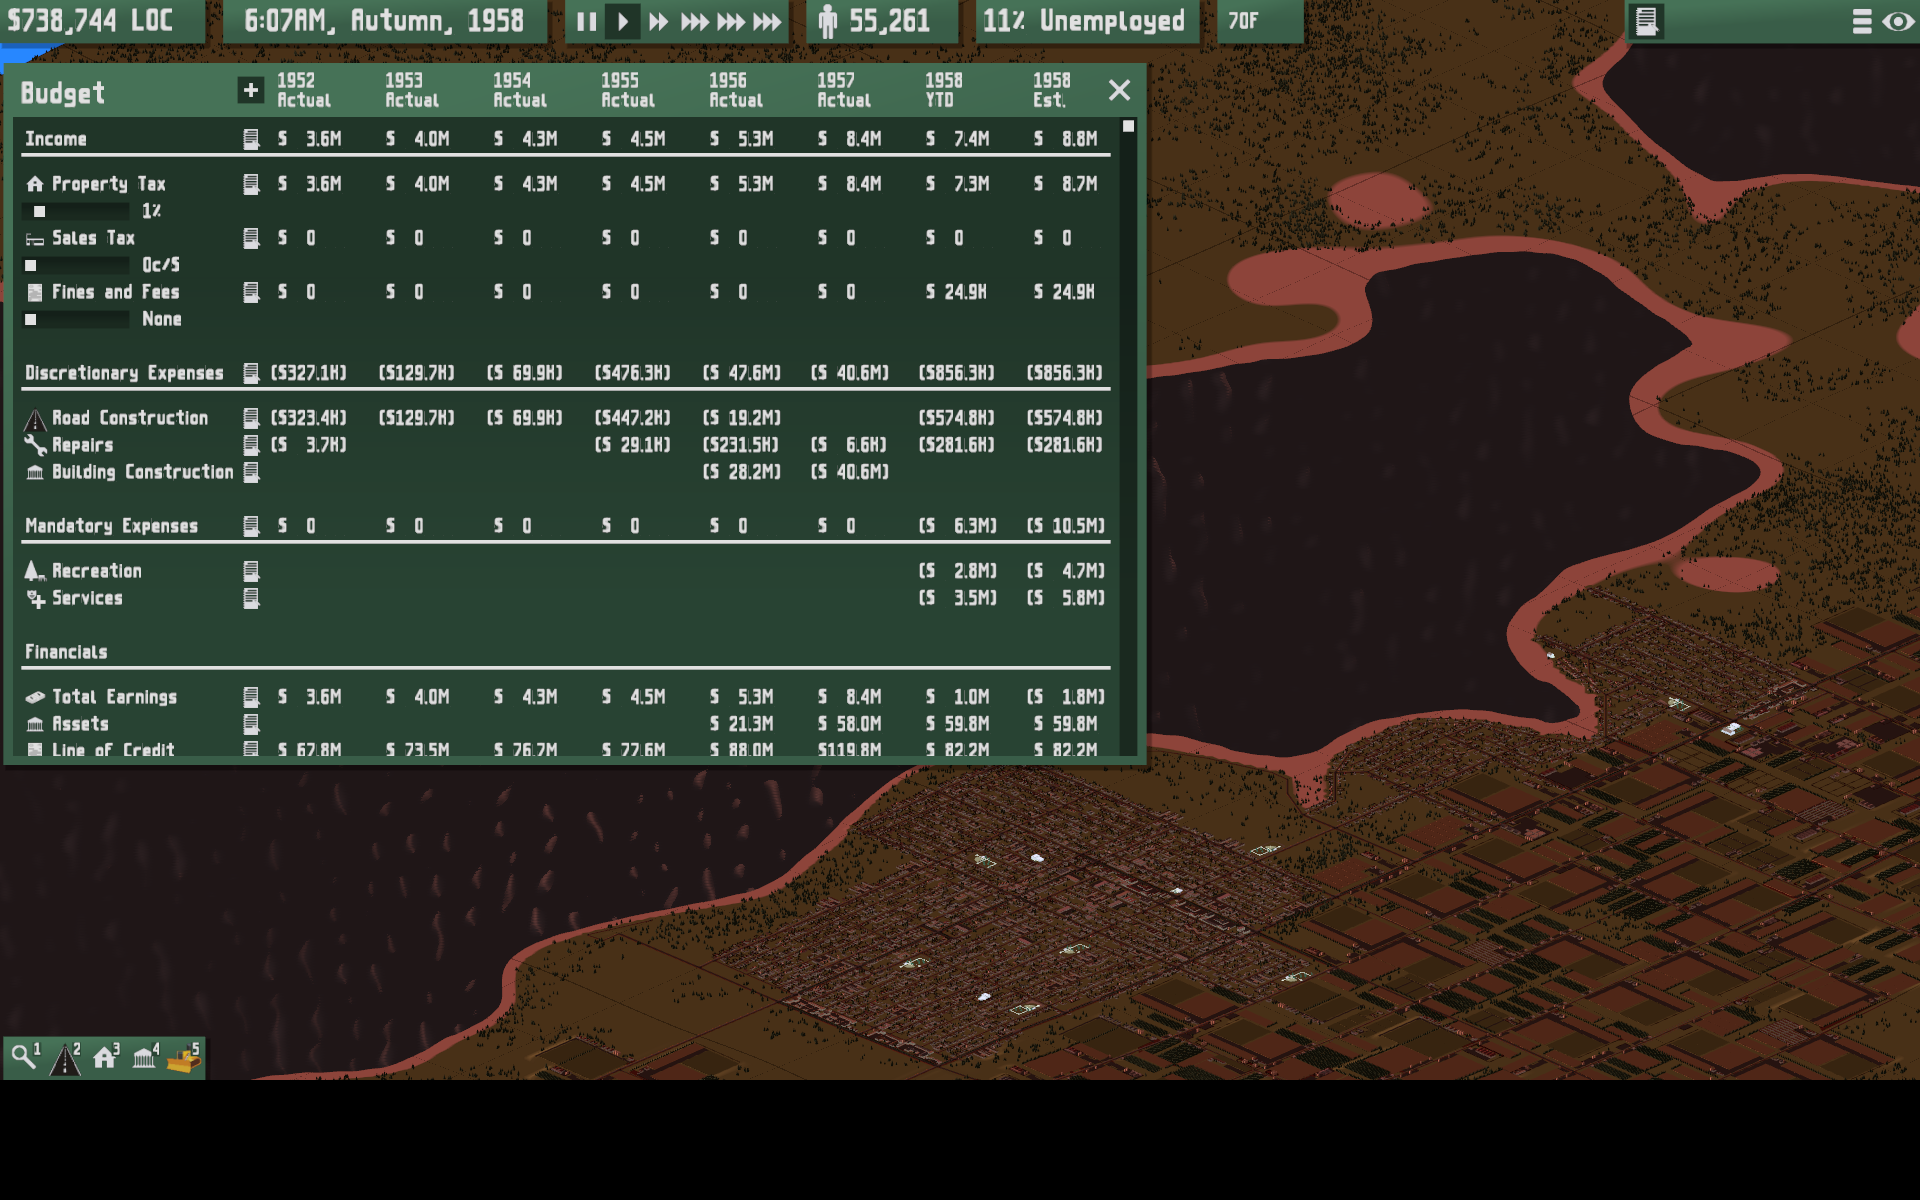 $738,744 LOC
6:07AM, Autumn, 1958
55,261
11% Unemployed
70F
Budget + 1952 Actual 1953 Actual 1954 Actual 1955 Actual 1956 Actual 1957 Actual 1958 YTD 1958 Est.
Income $ 3.6M $ 4.0M $ 4.3M $ 4.5M $ 5.3M $ 8.4M $ 7.4M $ 8.8M
Property Tax $ 3.6M $ 4.0M $ 4.3M $ 4.5M $ 5.3M $ 8.4M $ 7.3M $ 8.7M
1%
Sales Tax $ 0 $ 0 $ 0 $ 0 $ 0 $ 0 $ 0 $ 0
0c/$
Fines and Fees $ 0 $ 0 $ 0 $ 0 $ 0 $ 0 $ 24.9K $ 24.9K
None
Discretionary Expenses ($327.1K) ($129.7K) ($ 69.9K) ($476.3K) ($ 47.6M) ($ 40.6M) ($856.3K) ($856.3K)
Road Construction ($323.4K) ($129.7K) ($ 69.9K) ($447.2K) ($ 19.2M) ($574.8K) ($574.8K)
Repairs ($ 3.7K) ($ 29.1K) ($231.5K) ($ 6.6K) ($281.6K) ($281.6K)
Building Construction ($ 28.2M) ($ 40.6M)
Mandatory Expenses $ 0 $ 0 $ 0 $ 0 $ 0 $ 0 ($ 6.3M) ($ 10.5M)
Recreation ($ 2.8M) ($ 4.7M)
Services ($ 3.5M) ($ 5.8M)
Financials
Total Earnings $ 3.6M $ 4.0M $ 4.3M $ 4.5M $ 5.3M $ 8.4M $ 1.0M ($ 1.8M)
Assets $ 21.3M $ 58.0M $ 59.8M $ 59.8M
Line of Credit $ 67.8M $ 73.5M $ 76.7M $ 77.6M $ 88.0M $119.8M $ 82.2M $ 82.2M
1 2 3 4 5